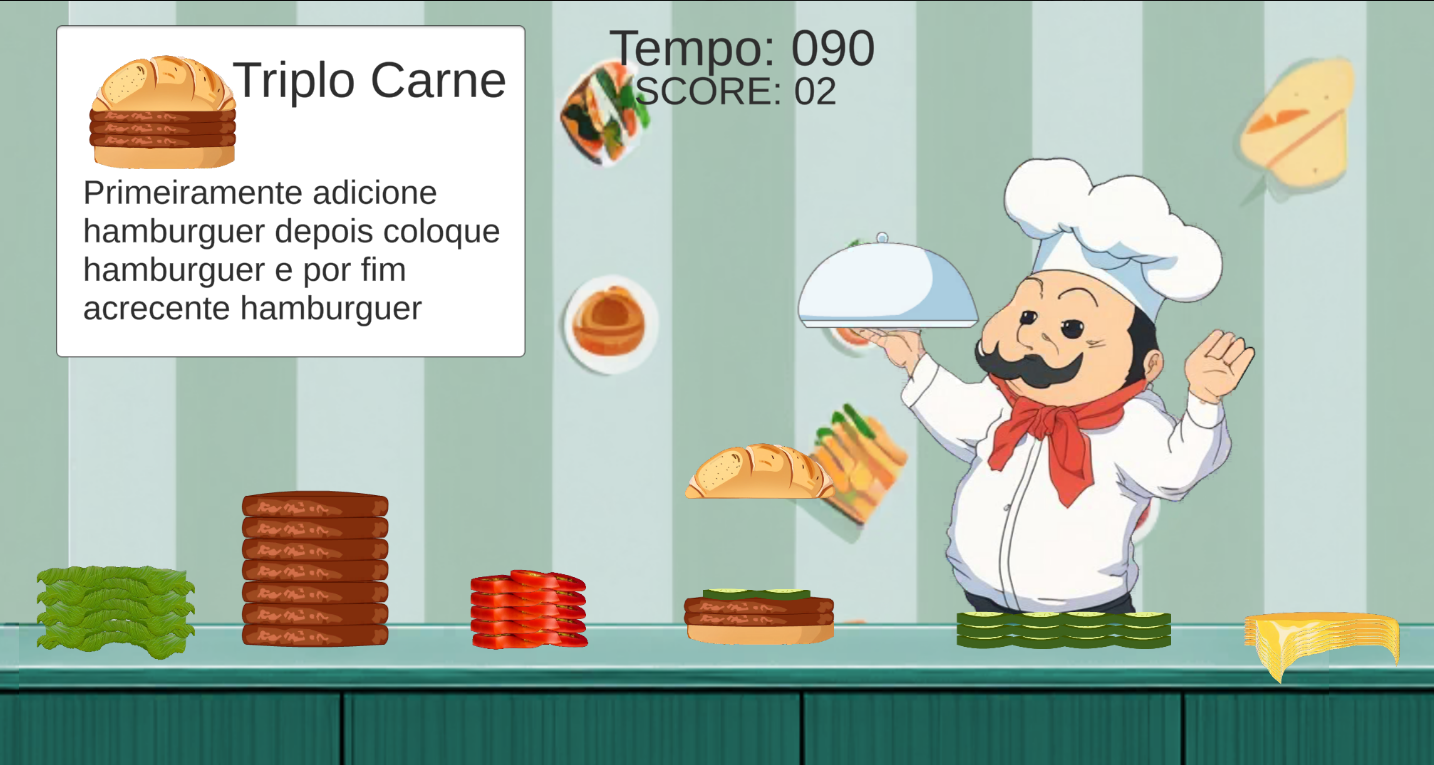 Triplo Carne
Primeiramente adicione
hamburguer depois coloque
hamburguer e por fim
acrecente hamburguer
Tempo: 090
SCORE: 02